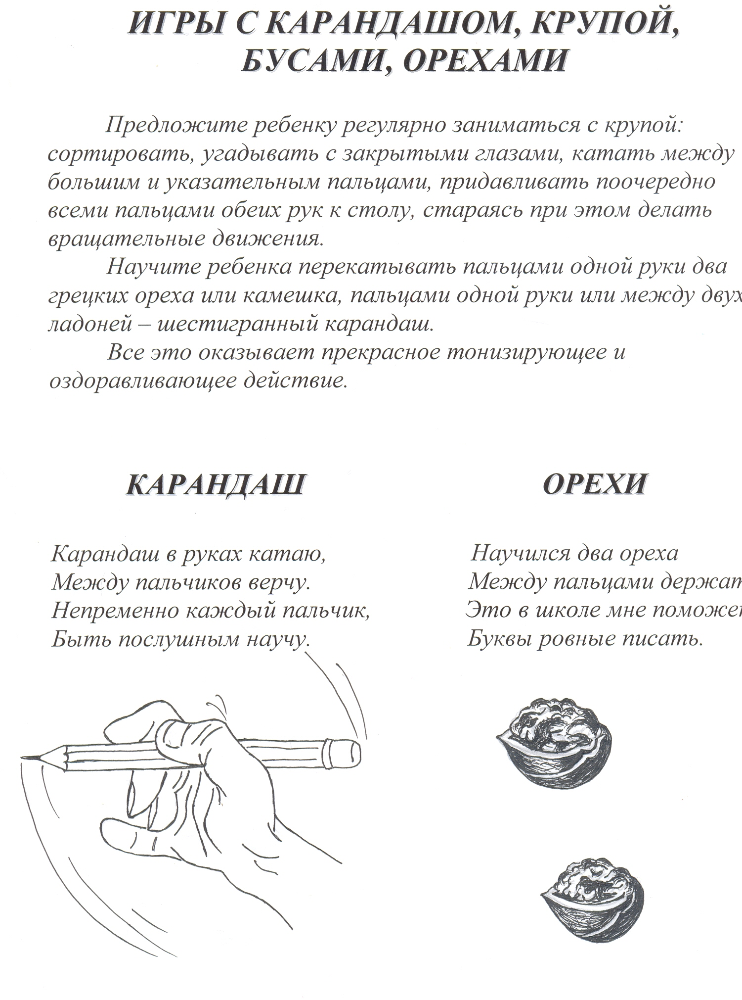 ИГРЫ С КАРАНДАШОМ, КРУПОЙ,
БУСАМИ, ОРЕХАМИ
Предложите ребенку регулярно заниматься с крупой:
сортировать, угадывать с закрытыми глазами, катать между
большим и указательным пальцами, придавливать поочередно
всеми пальцами обеих рук к столу, стараясь при этом делать
вращательные движения.
Научите ребенка перекатывать пальцами одной руки два
грецких ореха или камешка, пальцами одной руки или между двух
ладоней – шестигранный карандаш.
Все это оказывает прекрасное тонизирующее и
оздоравливающее действие.
КАРАНДАШ
Карандаш в руках катаю,
Между пальчиков верчу.
Непременно каждый пальчик,
Быть послушным научу.
ОРЕХИ
Научился два ореха
Между пальцами держат
Это в школе мне поможе
Буквы ровные писать.